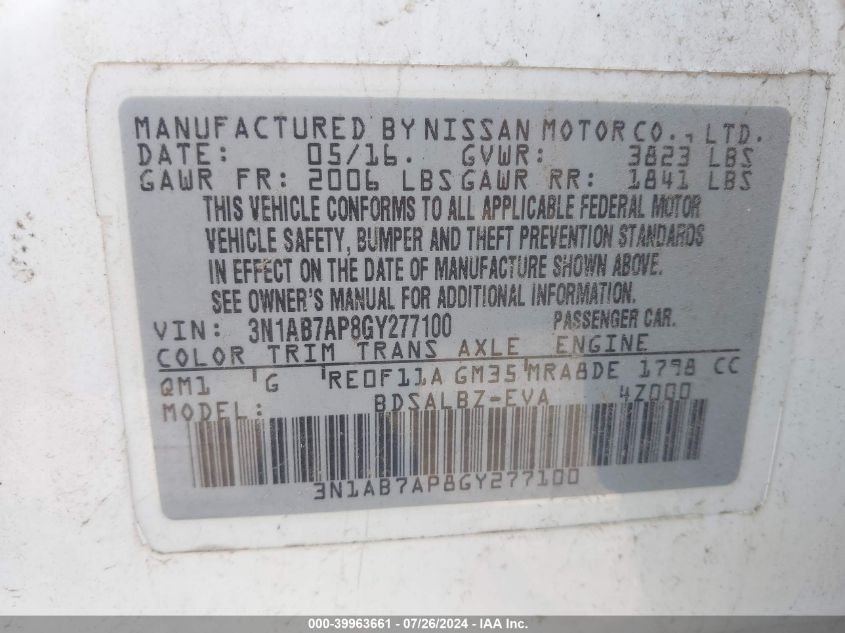 MANUFACTURED BY NISSAN MOTOR CO., LTD.
DATE: 05/16. GVWR: 3823 LBS
GAWR FR: 2006 LBS GAWR RR: 1841 LBS
THIS VEHICLE CONFORMS TO ALL APPLICABLE FEDERAL MOTOR
VEHICLE SAFETY, BUMPER AND THEFT PREVENTION STANDARDS
IN EFFECT ON THE DATE OF MANUFACTURE SHOWN ABOVE.
SEE OWNER'S MANUAL FOR ADDITIONAL INFORMATION.
VIN: 3N1AB7AP8GY277100 PASSENGER CAR.
COLOR TRIM TRANS AXLE ENGINE
QM1 G RE0F11A GM35 MRA8DE 1798 CC
MODEL: BDSALBZ-EVA 4Z000
3N1AB7AP8GY277100
000-39963661 - 07/26/2024 - IAA Inc.